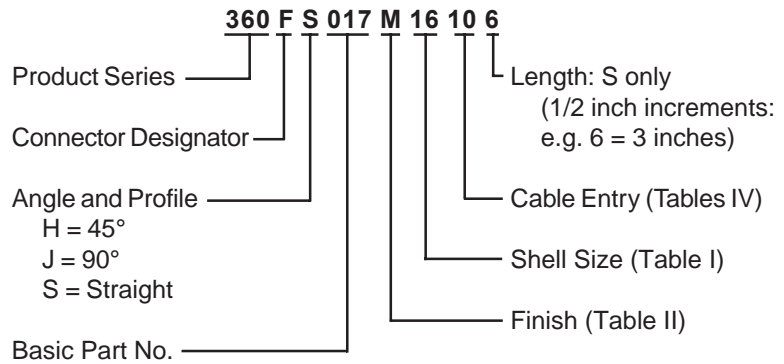 360 F S 017 M 16 10 6
Product Series
Connector Designator
Angle and Profile
H = 45°
J = 90°
S = Straight
Basic Part No.
Length: S only
(1/2 inch increments:
e.g. 6 = 3 inches)
Cable Entry (Tables IV)
Shell Size (Table I)
Finish (Table II)